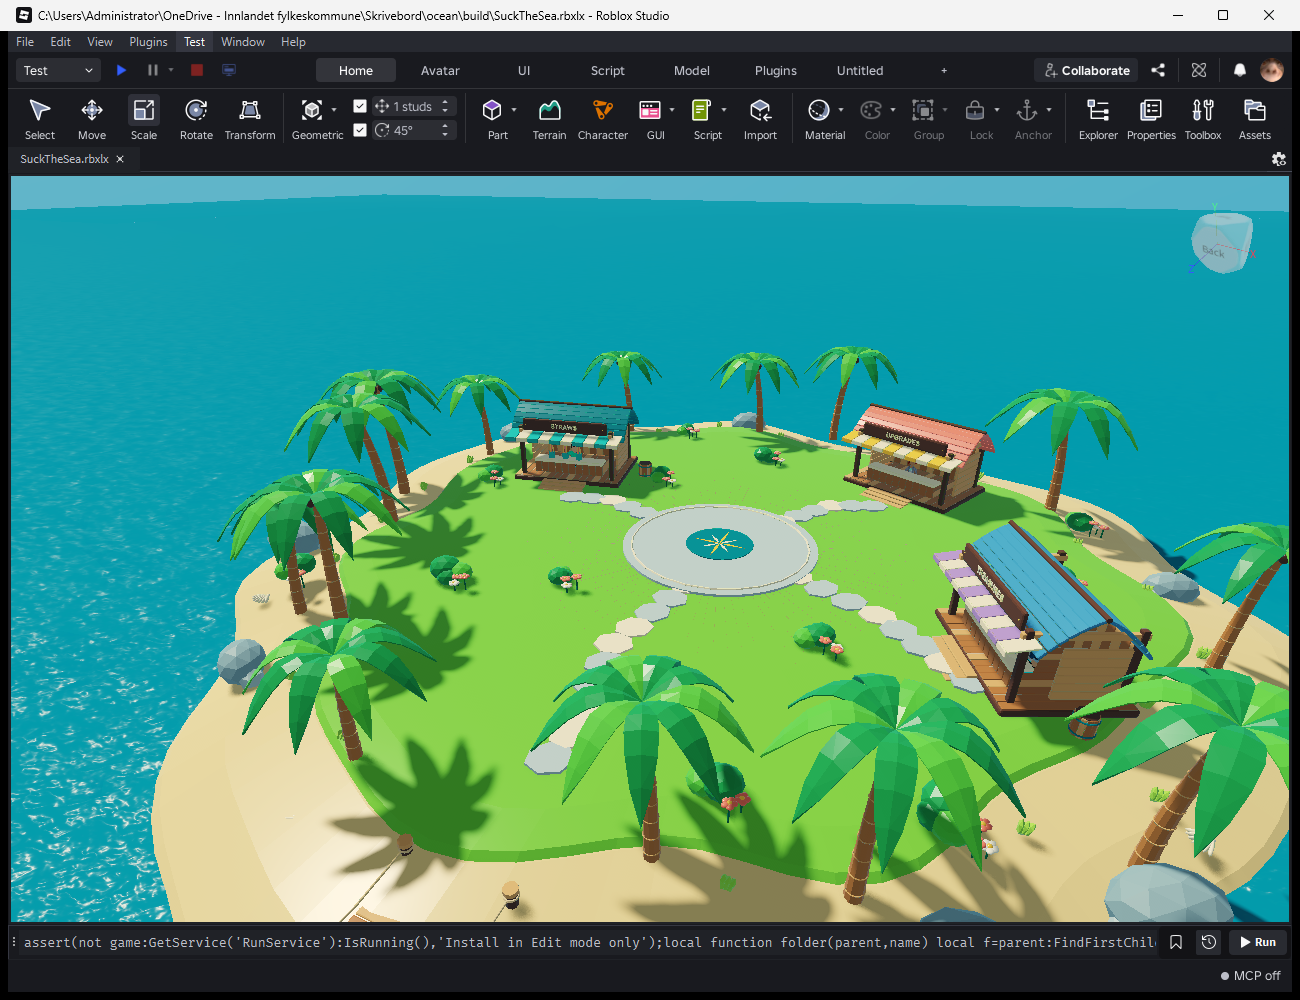 C:\Users\Administrator\OneDrive - Innlandet fylkeskommune\Skrivebord\ocean\build\SuckTheSea.rbxlx - Roblox Studio
File Edit View Plugins Test Window Help
Test Home Avatar UI Script Model Plugins Untitled + Collaborate
1 studs
45°
Select Move Scale Rotate Transform Geometric Part Terrain Character GUI Script Import Material Color Group Lock Anchor Explorer Properties Toolbox Assets
SuckTheSea.rbxlx
Y
Back
X
Z
STRAWS
UPGRADES
assert(not game:GetService('RunService'):IsRunning(),'Install in Edit mode only');local function folder(parent,name) local f=parent:FindFirstChil
Run
MCP off